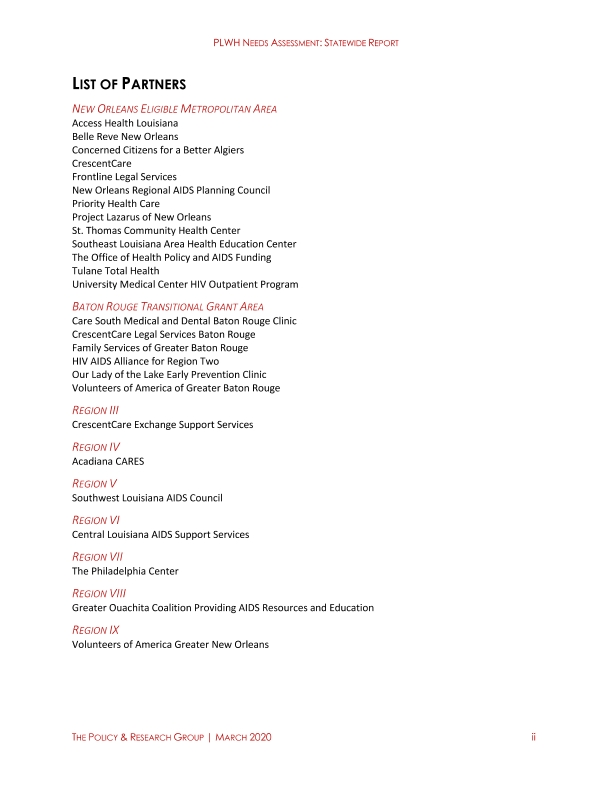 PLWH Needs Assessment: Statewide Report
List of Partners
New Orleans Eligible Metropolitan Area
Access Health Louisiana
Belle Reve New Orleans
Concerned Citizens for a Better Algiers
CrescentCare
Frontline Legal Services
New Orleans Regional AIDS Planning Council
Priority Health Care
Project Lazarus of New Orleans
St. Thomas Community Health Center
Southeast Louisiana Area Health Education Center
The Office of Health Policy and AIDS Funding
Tulane Total Health
University Medical Center HIV Outpatient Program
Baton Rouge Transitional Grant Area
Care South Medical and Dental Baton Rouge Clinic
CrescentCare Legal Services Baton Rouge
Family Services of Greater Baton Rouge
HIV AIDS Alliance for Region Two
Our Lady of the Lake Early Prevention Clinic
Volunteers of America of Greater Baton Rouge
Region III
CrescentCare Exchange Support Services
Region IV
Acadiana CARES
Region V
Southwest Louisiana AIDS Council
Region VI
Central Louisiana AIDS Support Services
Region VII
The Philadelphia Center
Region VIII
Greater Ouachita Coalition Providing AIDS Resources and Education
Region IX
Volunteers of America Greater New Orleans
The Policy & Research Group | March 2020 ii